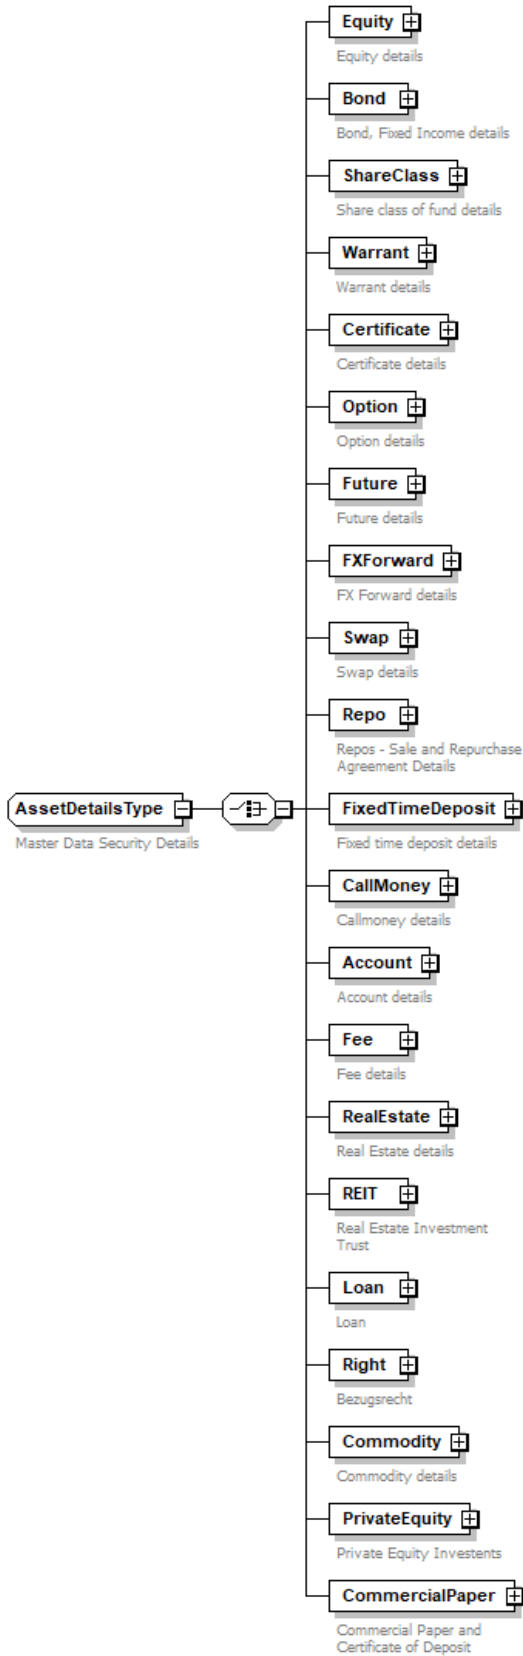 Equity
Equity details
Bond
Bond, Fixed Income details
ShareClass
Share class of fund details
Warrant
Warrant details
Certificate
Certificate details
Option
Option details
Future
Future details
FXForward
FX Forward details
Swap
Swap details
Repo
Repos - Sale and Repurchase
Agreement Details
AssetDetailsType
Master Data Security Details
FixedTimeDeposit
Fixed time deposit details
CallMoney
Callmoney details
Account
Account details
Fee
Fee details
RealEstate
Real Estate details
REIT
Real Estate Investment
Trust
Loan
Loan
Right
Bezugsrecht
Commodity
Commodity details
PrivateEquity
Private Equity Investents
CommercialPaper
Commercial Paper and
Certificate of Deposit